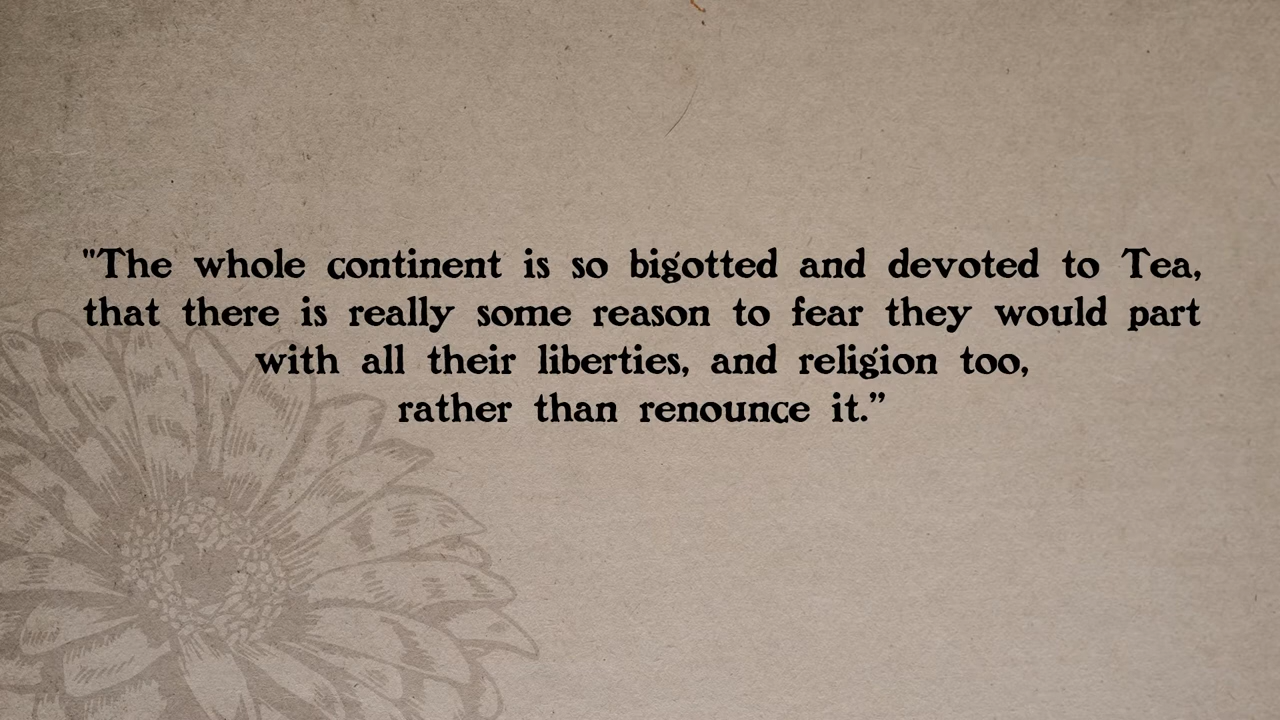 "The whole continent is so bigotted and devoted to Tea,
that there is really some reason to fear they would part
with all their liberties, and religion too,
rather than renounce it.”